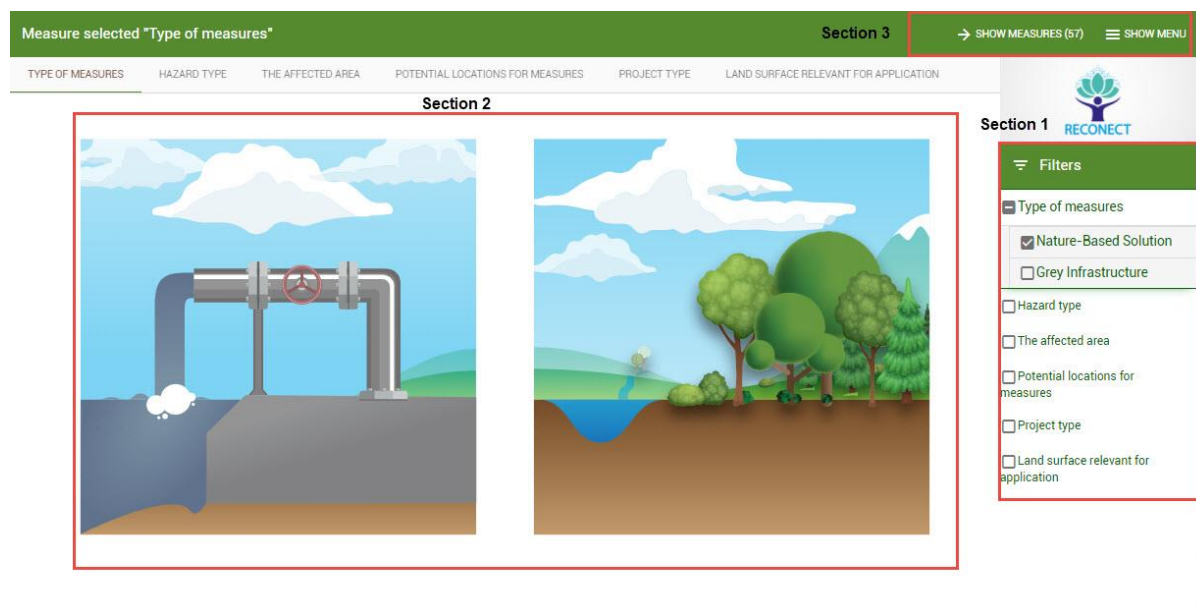 Measure selected "Type of measures"
Section 3
SHOW MEASURES (57)
SHOW MENU
TYPE OF MEASURES
HAZARD TYPE
THE AFFECTED AREA
POTENTIAL LOCATIONS FOR MEASURES
PROJECT TYPE
LAND SURFACE RELEVANT FOR APPLICATION
Section 2
Section 1
RECONECT
Filters
Type of measures
Nature-Based Solution
Grey Infrastructure
Hazard type
The affected area
Potential locations for
measures
Project type
Land surface relevant for
application